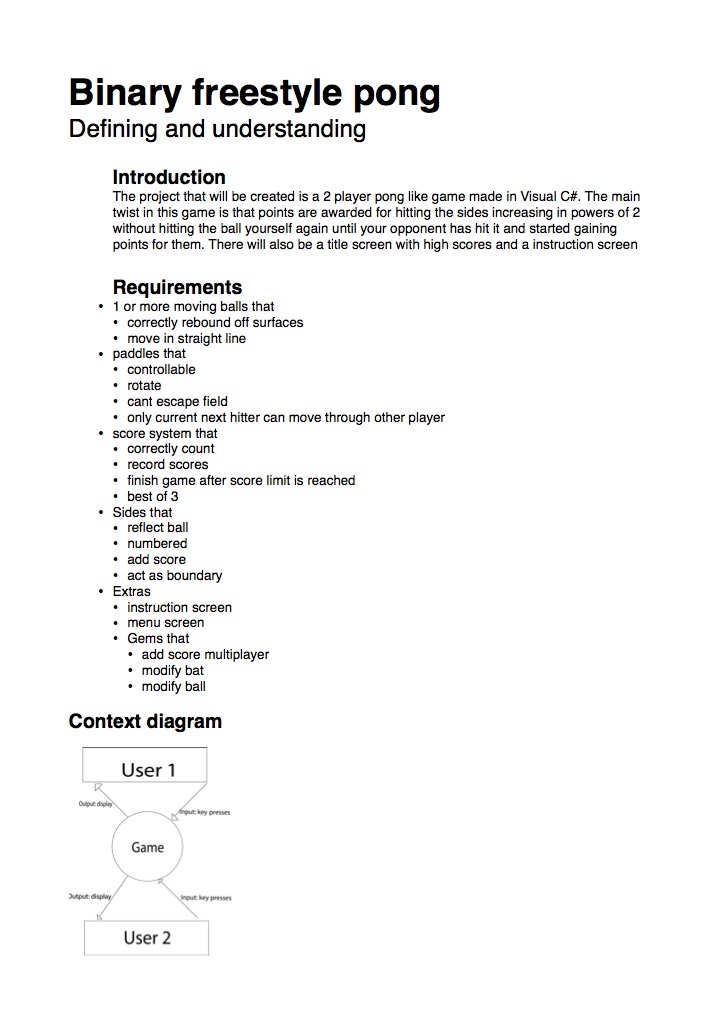 Binary freestyle pong
Defining and understanding
Introduction
The project that will be created is a 2 player pong like game made in Visual C#. The main
twist in this game is that points are awarded for hitting the sides increasing in powers of 2
without hitting the ball yourself again until your opponent has hit it and started gaining
points for them. There will also be a title screen with high scores and a instruction screen
Requirements
• 1 or more moving balls that
• correctly rebound off surfaces
• move in straight line
• paddles that
• controllable
• rotate
• cant escape field
• only current next hitter can move through other player
• score system that
• correctly count
• record scores
• finish game after score limit is reached
• best of 3
• Sides that
• reflect ball
• numbered
• add score
• act as boundary
• Extras
• instruction screen
• menu screen
• Gems that
• add score multiplayer
• modify bat
• modify ball
Context diagram
User 1
Output: display
Input: key presses
Game
Output: display
Input: key presses
User 2